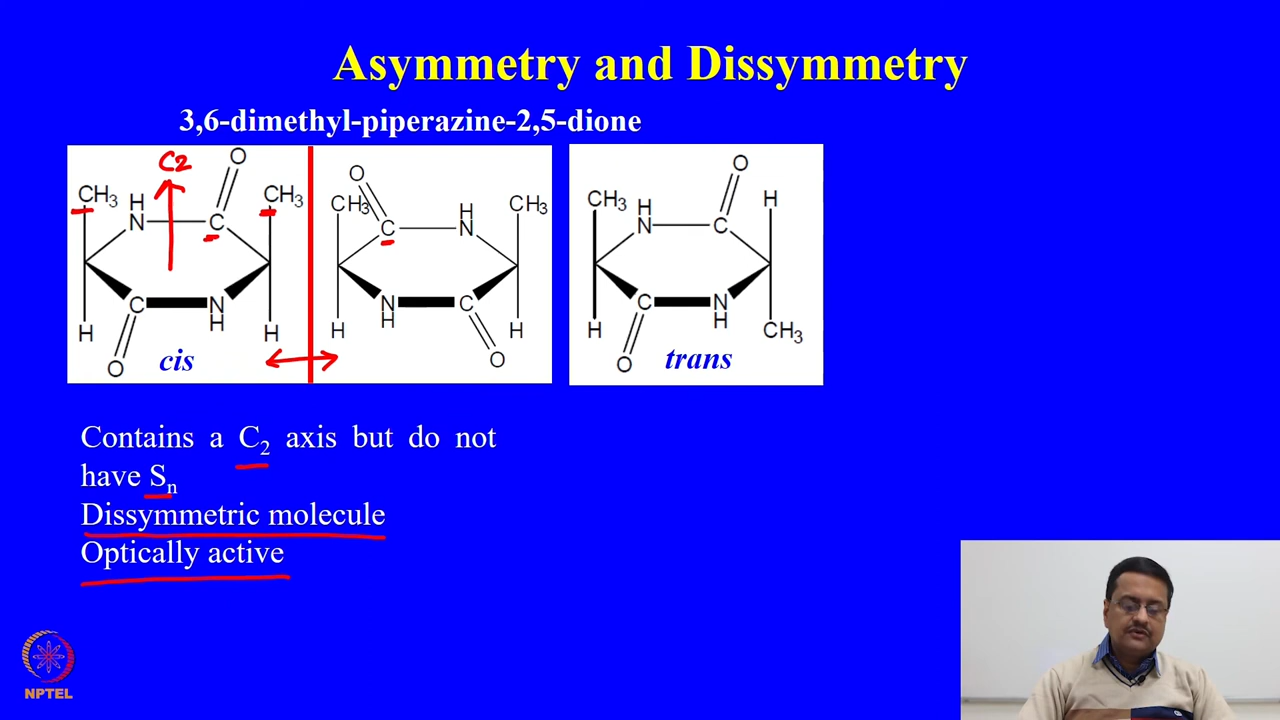 Asymmetry and Dissymmetry
3,6-dimethyl-piperazine-2,5-dione
C2
O
CH3
H
N
C
CH3
C
N
H
H
H
O
cis
O
CH3
C
H
N
CH3
N
H
C
H
H
O
CH3
H
N
C
O
H
C
N
H
H
CH3
O
trans
Contains a C2 axis but do not
have Sn
Dissymmetric molecule
Optically active
NPTEL